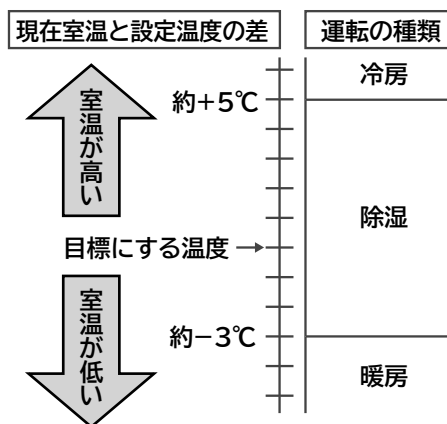 現在室温と設定温度の差
運転の種類
室温が高い
約＋5℃
目標にする温度
約－3℃
室温が低い
冷房
除湿
暖房